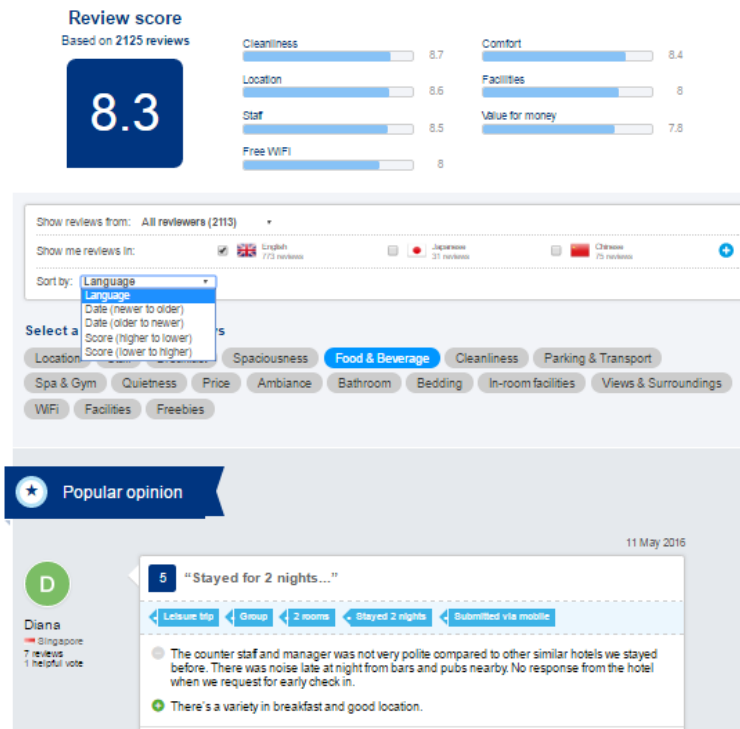 Review score
Based on 2125 reviews
8.3
Cleanliness
8.7
Comfort
8.4
Location
8.6
Facilities
8
Staff
8.5
Value for money
7.8
Free WiFi
8
Show reviews from: All reviewers (2113)
Show me reviews in: English Japanese Chinese
773 reviews 31 reviews 75 reviews
Sort by: Language
Language
Date (newer to older)
Date (older to newer)
Score (higher to lower)
Score (lower to higher)
Select a
Location Spaciousness Food & Beverage Cleanliness Parking & Transport
Spa & Gym Quietness Price Ambiance Bathroom Bedding In-room facilities Views & Surroundings
WiFi Facilities Freebies
Popular opinion
11 May 2016
D
Diana
Singapore
7 reviews
1 helpful vote
5 “Stayed for 2 nights...”
Leisure trip Group 2 rooms Stayed 2 nights Submitted via mobile
The counter staf and manager was not very polite compared to other similar hotels we stayed
before. There was noise late at night from bars and pubs nearby. No response from the hotel
when we request for early check in.
There's a variety in breakfast and good location.